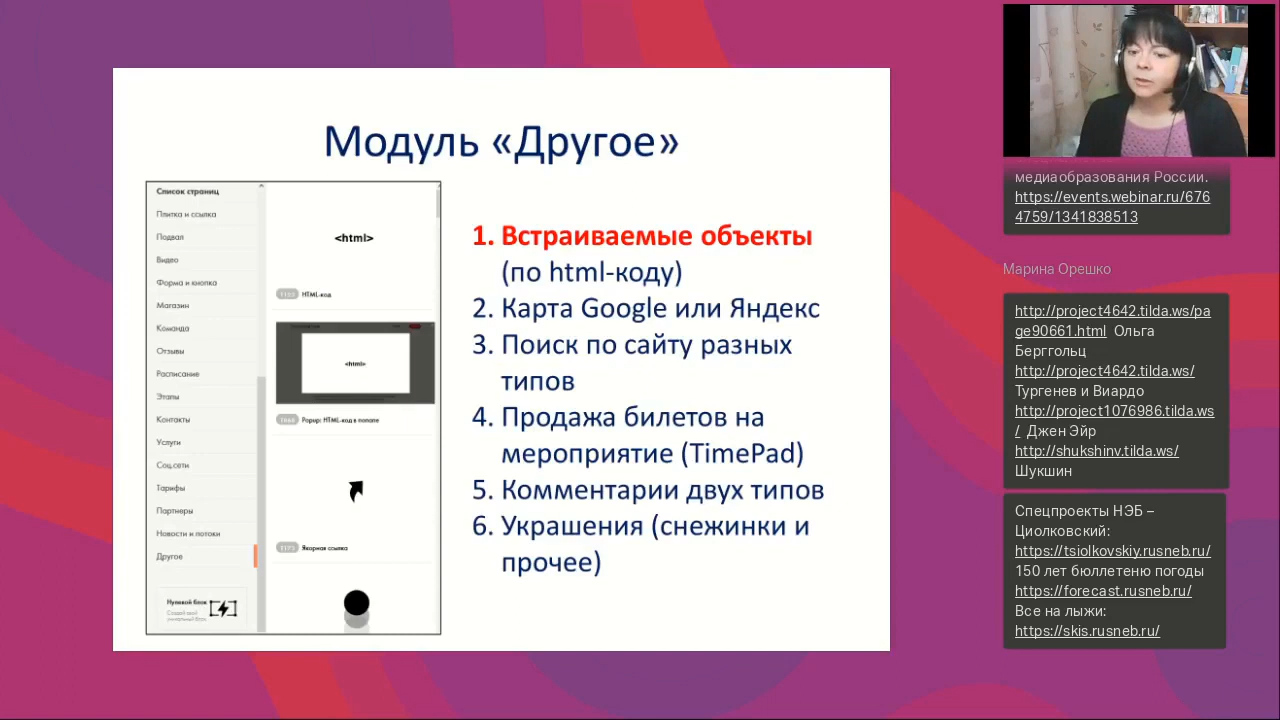 Модуль «Другое»
Список страниц
Плитка и ссылка
Подвал
Видео
Форма и кнопка
Магазин
Команда
Отзывы
Расписание
Этапы
Контакты
Услуги
Соц.сети
Тарифы
Партнеры
Новости и потоки
Другое
Нулевой блок
<html>
HTML-код
<html>
Popup: HTML-код в попапе
Якорная ссылка
1. Встраиваемые объекты
(по html-коду)
2. Карта Google или Яндекс
3. Поиск по сайту разных
типов
4. Продажа билетов на
мероприятие (TimePad)
5. Комментарии двух типов
6. Украшения (снежинки и
прочее)
медиаобразования России.
https://events.webinar.ru/676
4759/1341838513
Марина Орешко
http://project4642.tilda.ws/pa
ge90661.html Ольга
Берггольц
http://project4642.tilda.ws/
Тургенев и Виардо
http://project1076986.tilda.ws
/ Джен Эйр
http://shukshinv.tilda.ws/
Шукшин
Спецпроекты НЭБ –
Циолковский:
https://tsiolkovskiy.rusneb.ru/
150 лет бюллетеню погоды
https://forecast.rusneb.ru/
Все на лыжи:
https://skis.rusneb.ru/